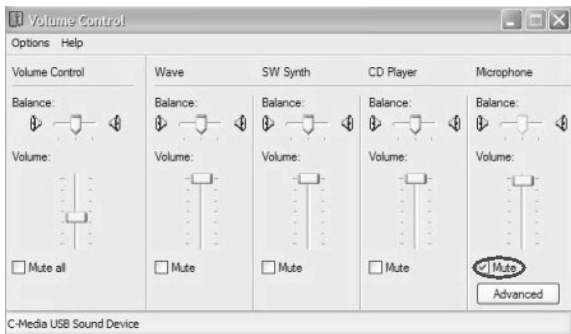 Volume Control
Options Help
Volume Control Wave SW Synth CD Player Microphone
Balance: Balance: Balance: Balance: Balance:
Volume: Volume: Volume: Volume: Volume:
Mute all Mute Mute Mute Mute
Advanced
C-Media USB Sound Device